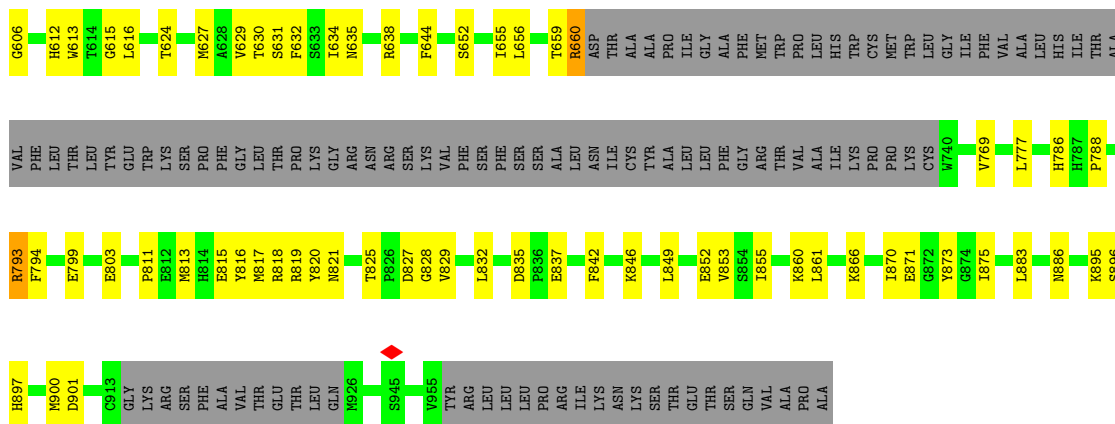 G606 H612 W613 T614 G615 L616 T624 M627 A628 V629 T630 S631 F632 S633 I634 N635 R638 F644 S652 I655 L656 T659 R660 ASP THR ALA ALA PRO ILE GLY ALA PHE MET TRP PRO LEU HIS TRP CYS MET TRP LEU GLY ILE PHE VAL ALA LEU HIS ILE THR ALA
VAL PHE LEU THR LEU TYR GLU TRP LYS SER PRO PHE GLY LEU THR PRO LYS GLY ARG ASN ARG SER LYS VAL PHE SER PHE SER SER ALA LEU ASN ILE CYS TYR ALA LEU LEU PHE GLY ARG THR VAL ALA ILE LYS PRO PRO LYS CYS W740 V769 L777 H786 H787 P788
R793 F794 E799 E803 P811 E812 M813 H814 E815 Y816 M817 R818 R819 Y820 N821 T825 P826 D827 G828 V829 L832 D835 P836 E837 F842 K846 L849 E852 V853 S854 I855 K860 L861 K866 I870 E871 G872 Y873 G874 I875 L883 N886 K895 S896
H897 M900 D901 C913 GLY LYS ARG SER PHE ALA VAL THR GLU THR LEU GLN M926 S945 V955 TYR ARG LEU LEU LEU PRO ARG ILE LYS ASN LYS SER THR GLU THR SER GLN VAL ALA PRO ALA